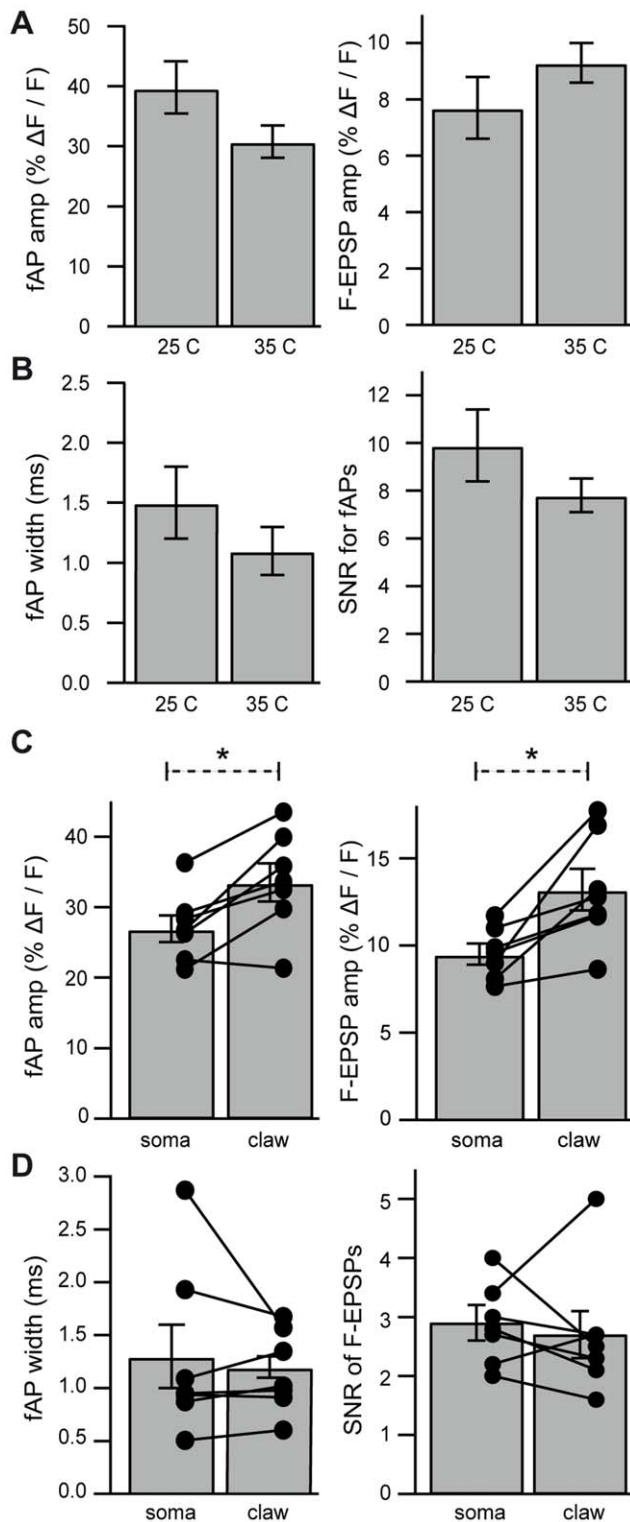 A
fAP amp (% ΔF / F)
50
40
30
20
10
0
25 C
35 C
F-EPSP amp (% ΔF / F)
10
8
6
4
2
0
25 C
35 C
B
fAP width (ms)
2.5
2.0
1.5
1.0
0.5
0.0
25 C
35 C
SNR for fAPs
12
10
8
6
4
2
0
25 C
35 C
C
*
fAP amp (% ΔF / F)
40
30
20
10
0
soma
claw
*
F-EPSP amp (% ΔF / F)
15
10
5
0
soma
claw
D
fAP width (ms)
3.0
2.5
2.0
1.5
1.0
0.5
0.0
soma
claw
SNR of F-EPSPs
5
4
3
2
1
0
soma
claw